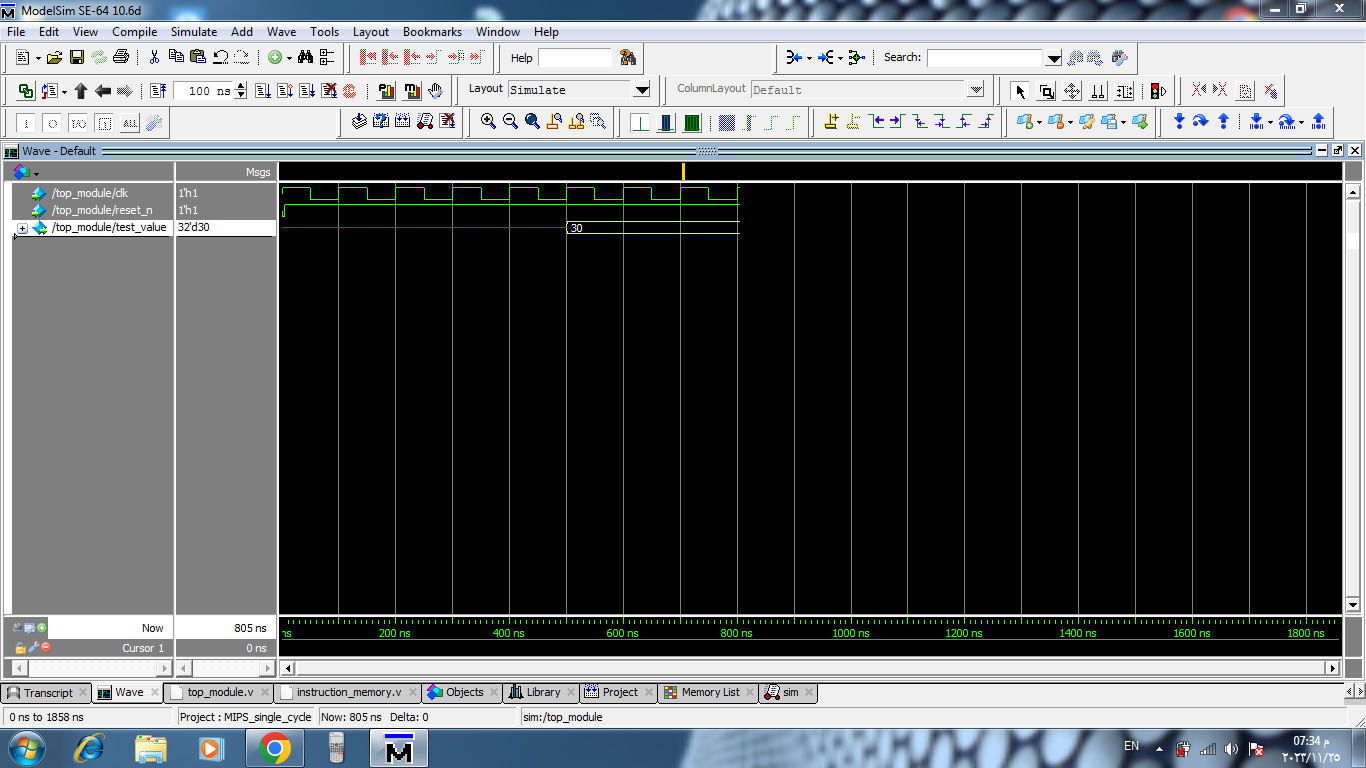 ModelSim SE-64 10.6d
File Edit View Compile Simulate Add Wave Tools Layout Bookmarks Window Help
Help Search:
100 ns Layout Simulate ColumnLayout Default
ALL
Wave - Default
Msgs
/top_module/clk 1'h1
/top_module/reset_n 1'h1
/top_module/test_value 32'd30 30
Now 805 ns ns 200 ns 400 ns 600 ns 800 ns 1000 ns 1200 ns 1400 ns 1600 ns 1800 ns
Cursor 1 0 ns
Transcript Wave top_module.v instruction_memory.v Objects Library Project Memory List sim
0 ns to 1858 ns Project : MIPS_single_cycle Now: 805 ns Delta: 0 sim:/top_module
EN 07:34 م
٢٠٢٣/١١/٢٥